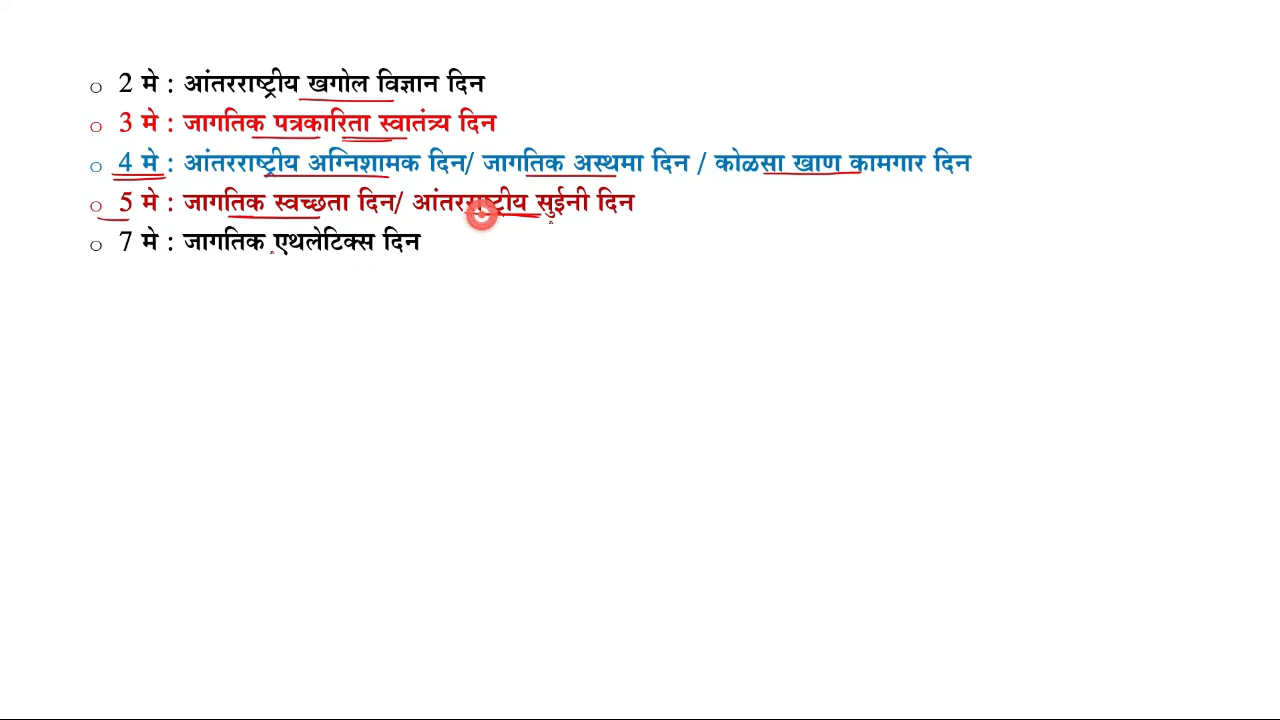 ○ 2 मे : आंतरराष्ट्रीय खगोल विज्ञान दिन
○ 3 मे : जागतिक पत्रकारिता स्वातंत्र्य दिन
○ 4 मे : आंतरराष्ट्रीय अग्निशामक दिन/ जागतिक अस्थमा दिन / कोळसा खाण कामगार दिन
○ 5 मे : जागतिक स्वच्छता दिन/ आंतरराष्ट्रीय सुईनी दिन
○ 7 मे : जागतिक एथलेटिक्स दिन